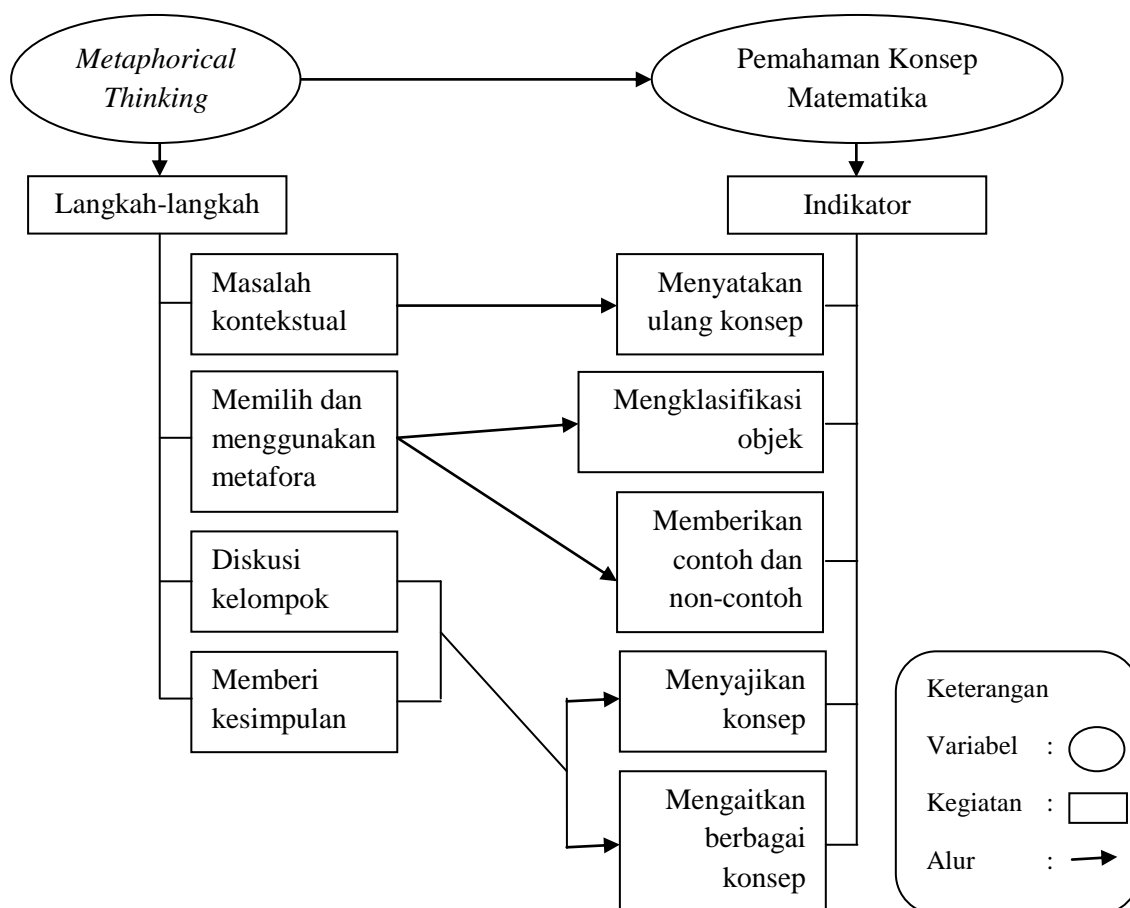 Metaphorical
Thinking
Pemahaman Konsep
Matematika
Langkah-langkah
Indikator
Masalah
kontekstual
Menyatakan
ulang konsep
Memilih dan
menggunakan
metafora
Mengklasifikasi
objek
Memberikan
contoh dan
non-contoh
Diskusi
kelompok
Memberi
kesimpulan
Menyajikan
konsep
Mengaitkan
berbagai
konsep
Keterangan
Variabel :
Kegiatan :
Alur :